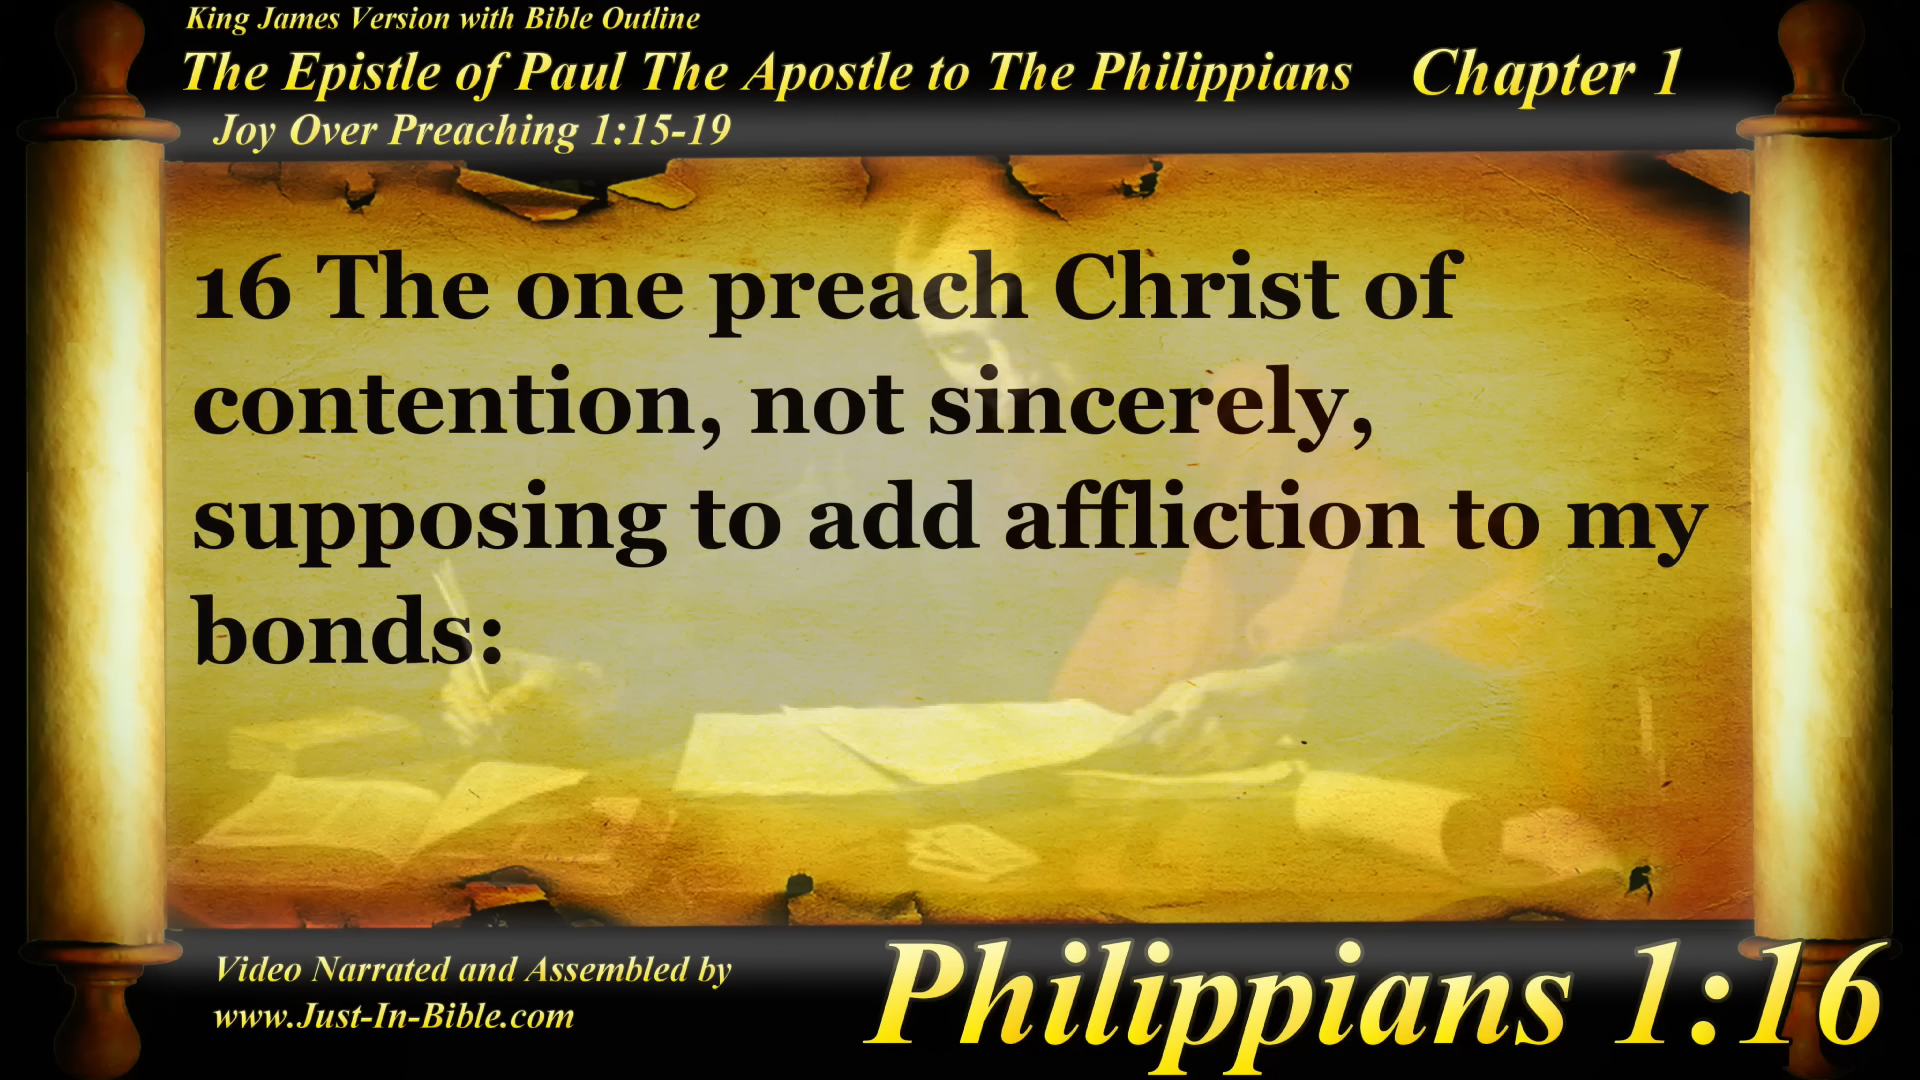 King James Version with Bible Outline
The Epistle of Paul The Apostle to The Philippians Chapter 1
Joy Over Preaching 1:15-19
16 The one preach Christ of
contention, not sincerely,
supposing to add affliction to my
bonds:
Video Narrated and Assembled by
www.Just-In-Bible.com
Philippians 1:16